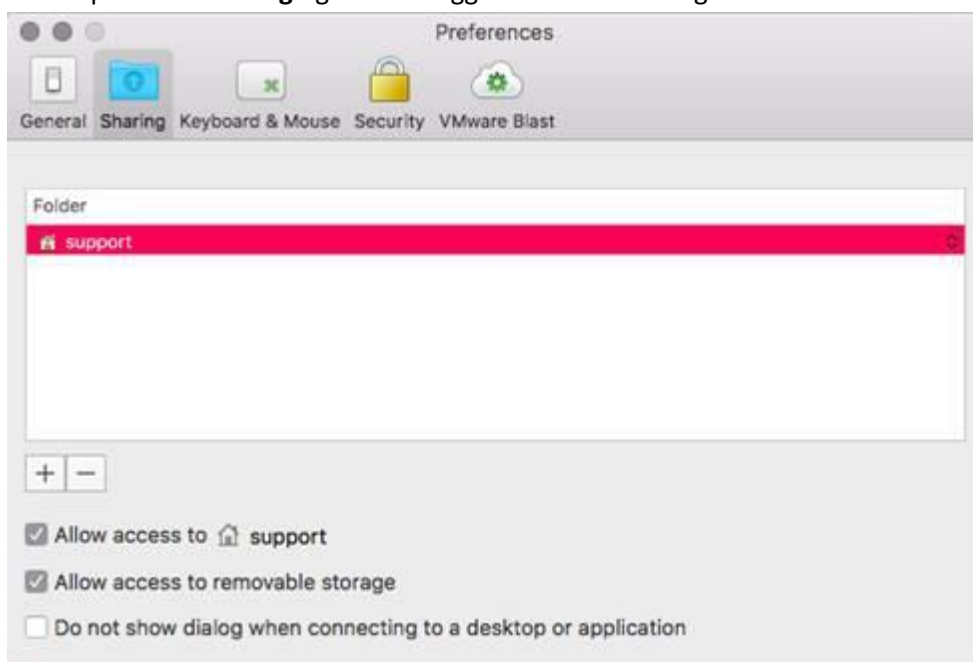 Preferences
General Sharing Keyboard & Mouse Security VMware Blast
Folder
support
+ −
Allow access to support
Allow access to removable storage
Do not show dialog when connecting to a desktop or application